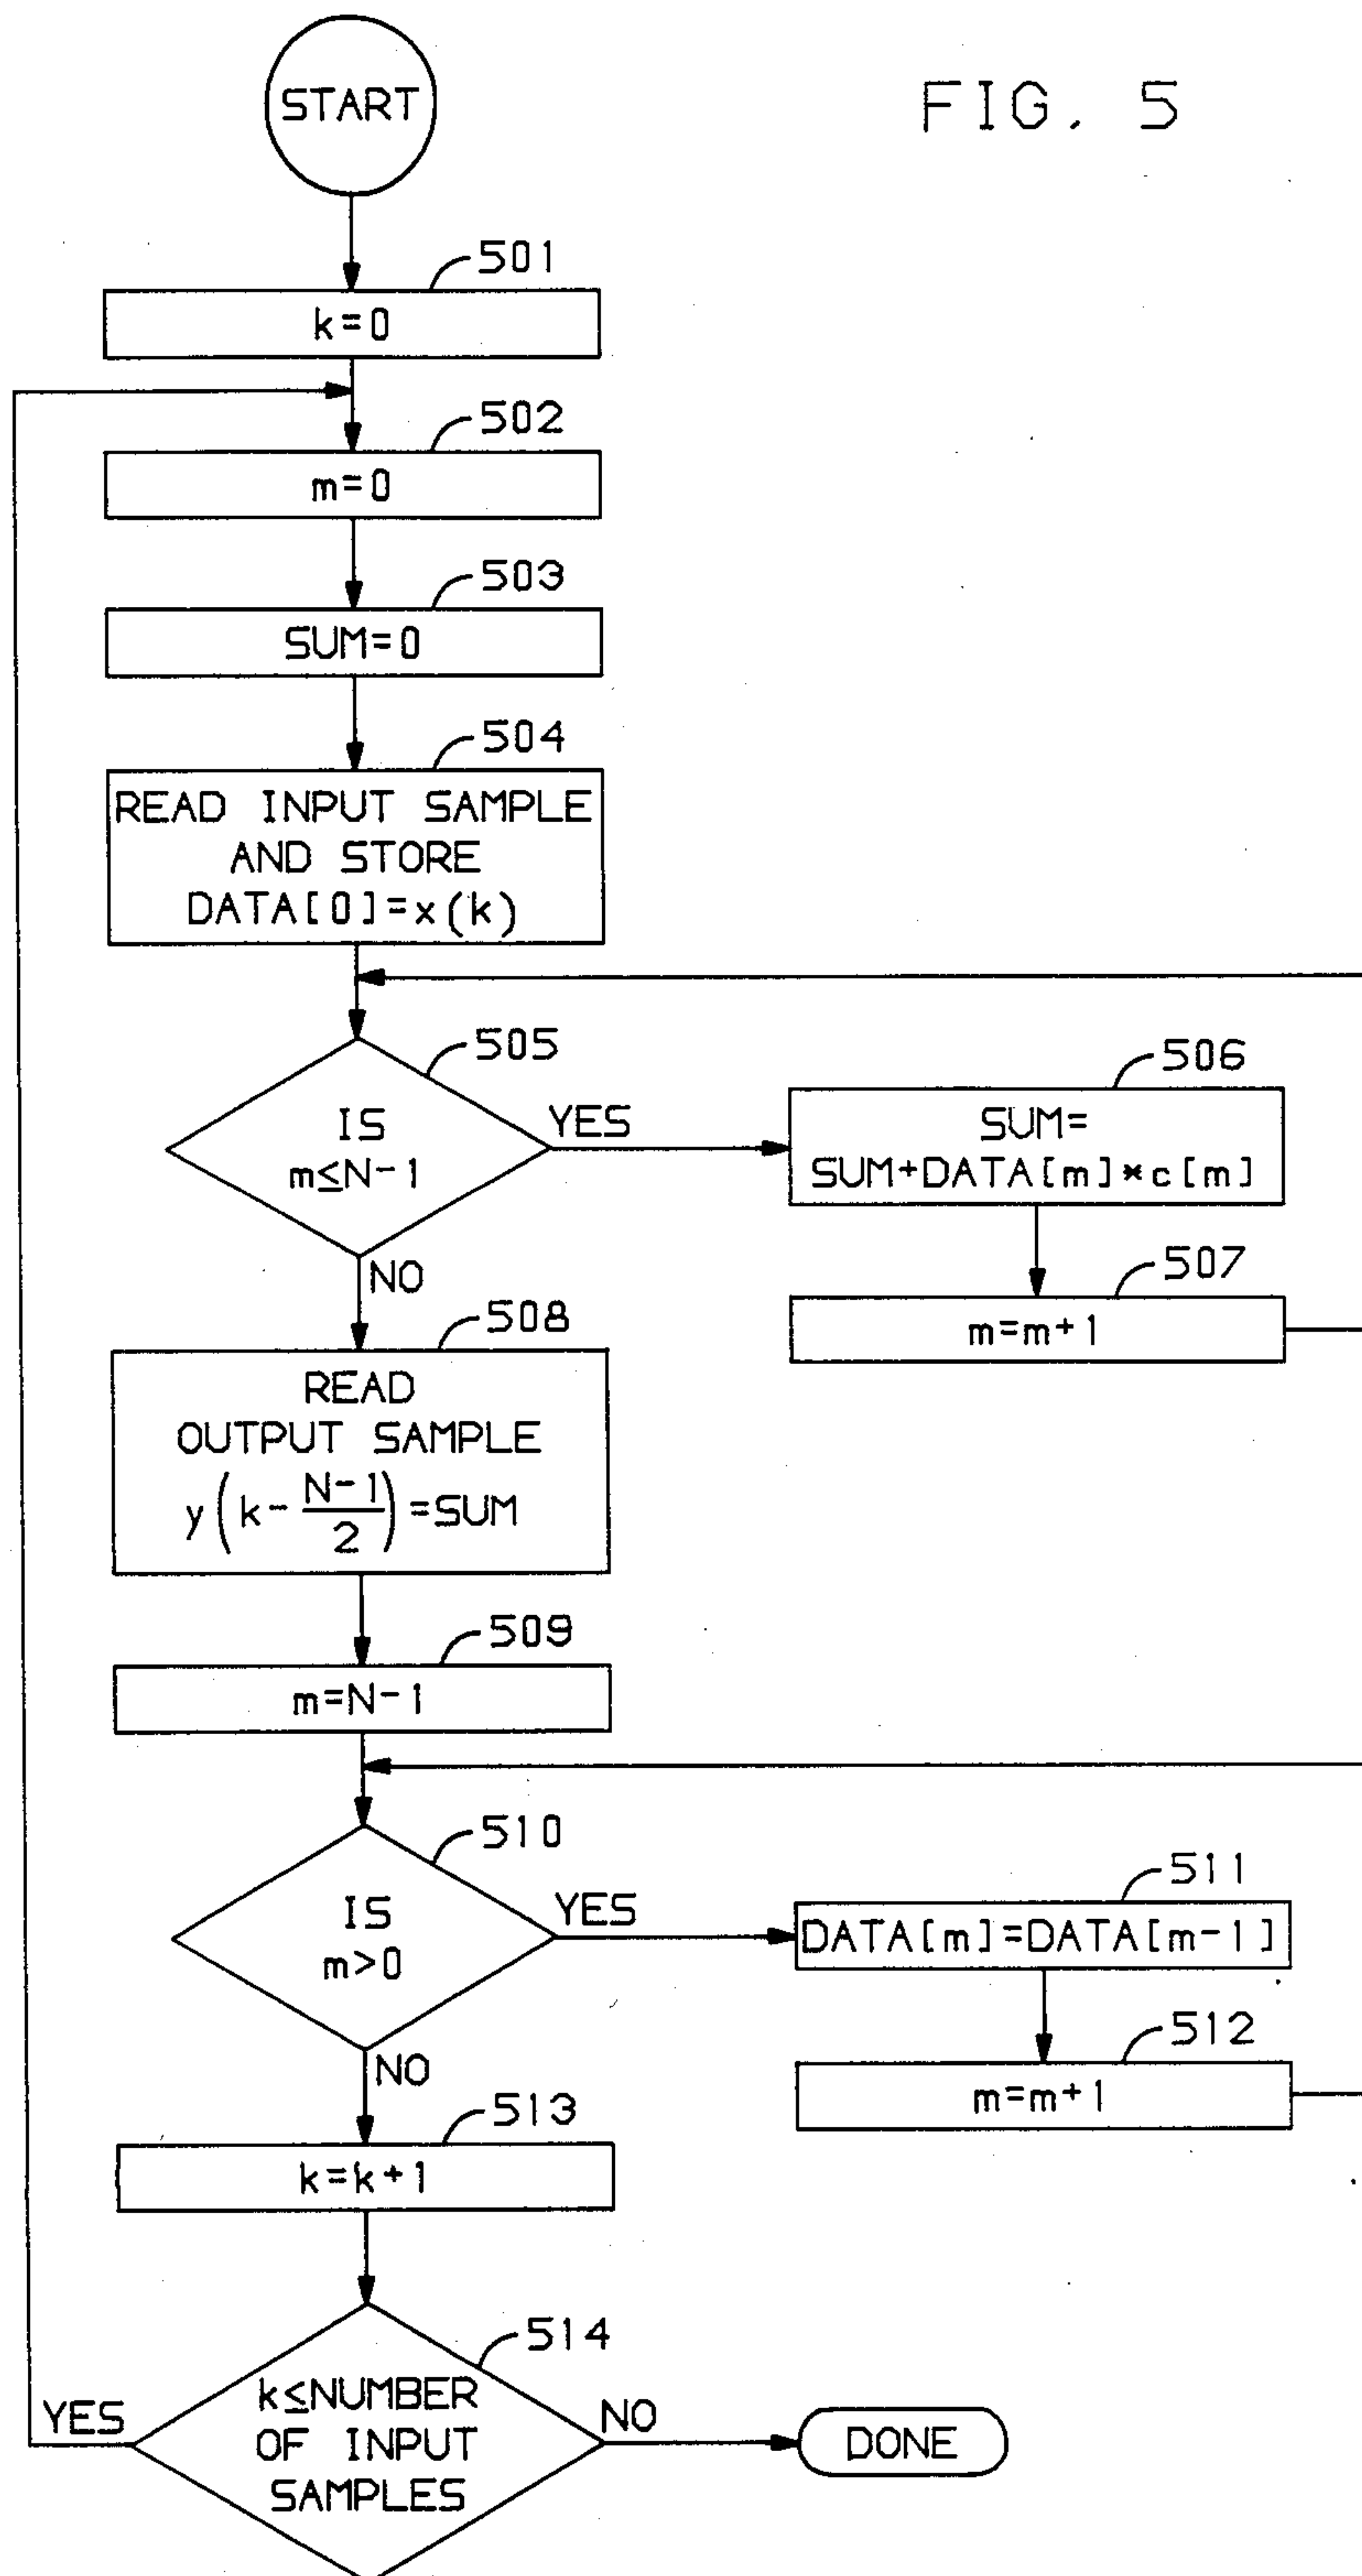 START
FIG. 5
501
k=0
502
m=0
503
SUM=0
504
READ INPUT SAMPLE
AND STORE
DATA[0]=x(k)
505
IS
m≤N-1
YES
NO
506
SUM=
SUM+DATA[m]*c[m]
507
m=m+1
508
READ
OUTPUT SAMPLE
y(k-(N-1)/2)=SUM
509
m=N-1
510
IS
m>0
YES
NO
511
DATA[m]=DATA[m-1]
512
m=m+1
513
k=k+1
514
k≤NUMBER
OF INPUT
SAMPLES
YES
NO
DONE